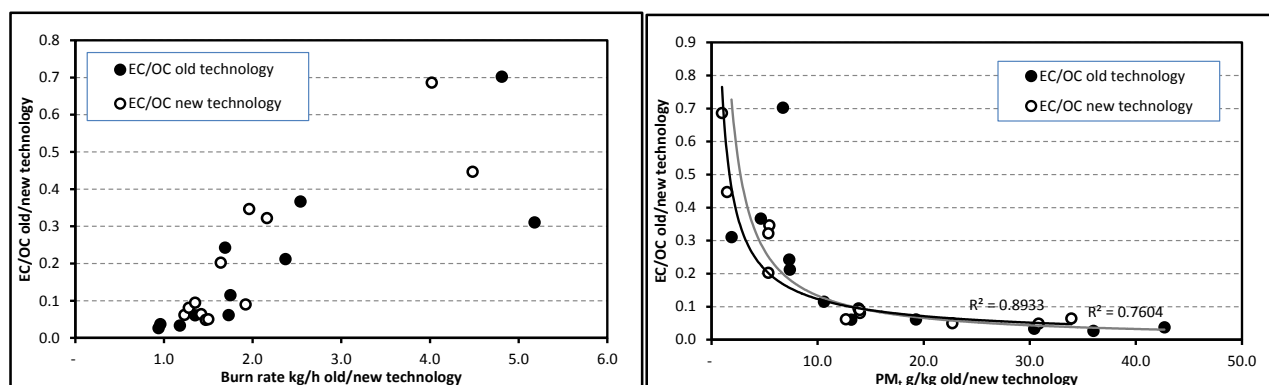 EC/OC old/new technology
0.8
0.7
0.6
0.5
0.4
0.3
0.2
0.1
0.0
EC/OC old technology
EC/OC new technology
- 1.0 2.0 3.0 4.0 5.0 6.0
Burn rate kg/h old/new technology
EC/OC old/new technology
0.9
0.8
0.7
0.6
0.5
0.4
0.3
0.2
0.1
0.0
EC/OC old technology
EC/OC new technology
R² = 0.8933
R² = 0.7604
- 10.0 20.0 30.0 40.0 50.0
PMₜ g/kg old/new technology